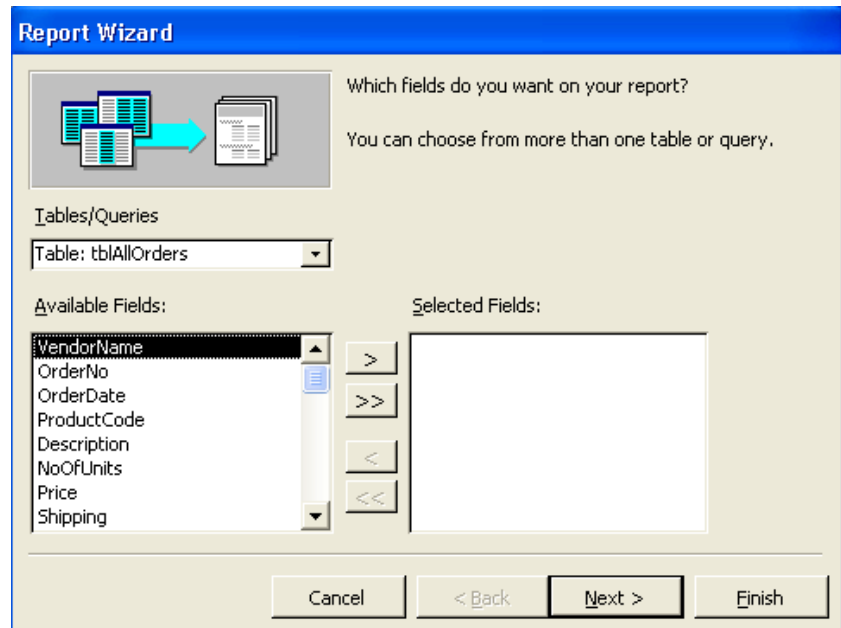 Report Wizard
Which fields do you want on your report?
You can choose from more than one table or query.
Tables/Queries
Table: tblAllOrders
Available Fields:
Selected Fields:
VendorName
OrderNo
OrderDate
ProductCode
Description
NoOfUnits
Price
Shipping
>
>>
<
<<
Cancel
< Back
Next >
Finish